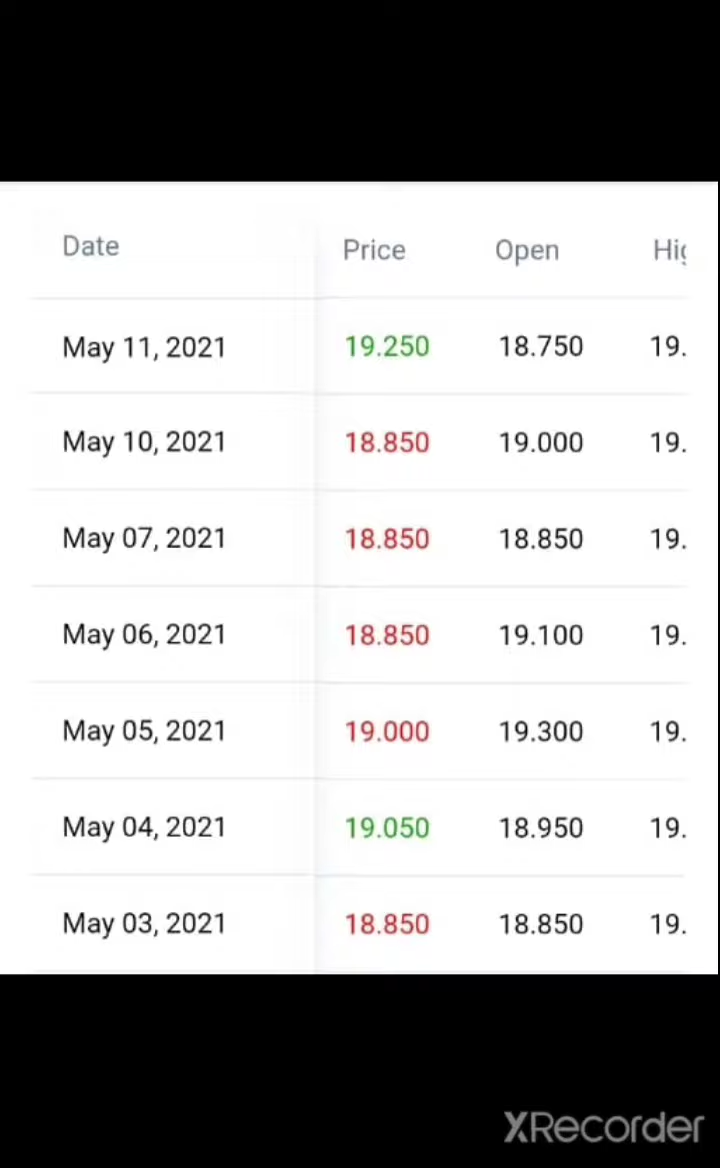 Date Price Open Hig
May 11, 2021 19.250 18.750 19.
May 10, 2021 18.850 19.000 19.
May 07, 2021 18.850 18.850 19.
May 06, 2021 18.850 19.100 19.
May 05, 2021 19.000 19.300 19.
May 04, 2021 19.050 18.950 19.
May 03, 2021 18.850 18.850 19.
XRecorder